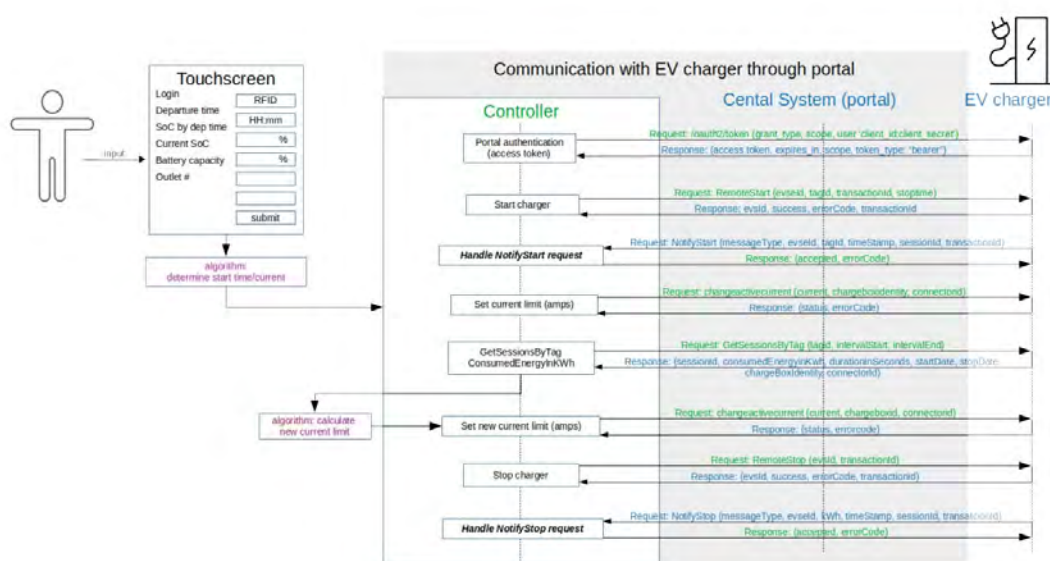 Communication with EV charger through portal
Touchscreen
Login
RFID
Departure time
HH:mm
SoC by dep time
%
Current SoC
%
Battery capacity
Outlet #
submit
input
algorithm:
determine start time/current
Controller
Cental System (portal)
EV charger
Portal authentication
(access token)
Request: /oauth2/token (grant_type, scope, user 'client_id:client_secret')
Response: (access token, expires_in, scope, token_type: "bearer")
Start charger
Request: RemoteStart (evseid, tagId, transactionId, stoptime)
Response: evsId, success, errorCode, transactionId
Handle NotifyStart request
Request: NotifyStart (messageType, evseid, tagId, timeStamp, sessionId, transactionId)
Response: (accepted, errorCode)
Set current limit (amps)
Request: changeactivecurrent (current, chargeboxIdentity, connectorId)
Response: (status, errorCode)
GetSessionsByTag
ConsumedEnergyInKWh
Request: GetSessionsByTag (tagId, intervalStart, intervalEnd)
Response: (sessionId, consumedEnergyInKwh, durationInSeconds, startDate, stopDate,
chargeBoxIdentity, connectorId)
algorithm: calculate
new current limit
Set new current limit (amps)
Request: changeactivecurrent (current, chargeboxid, connectorid)
Response: (status, errorcode)
Stop charger
Request: RemoteStop (evsId, transactionId)
Response: (evsId, success, errorCode, transactionId)
Handle NotifyStop request
Request: NotifyStop (messageType, evseId, kWh, timeStamp, sessionId, transactionId)
Response: (accepted, errorCode)